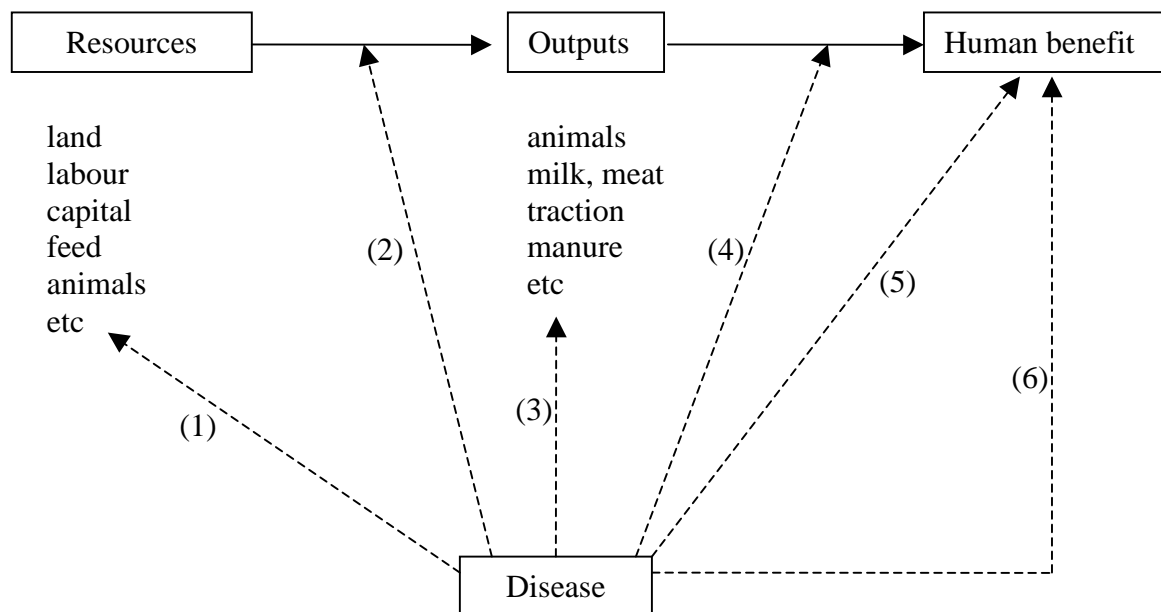 Resources
Outputs
Human benefit
land
labour
capital
feed
animals
etc
animals
milk, meat
traction
manure
etc
(1)
(2)
(3)
(4)
(5)
(6)
Disease